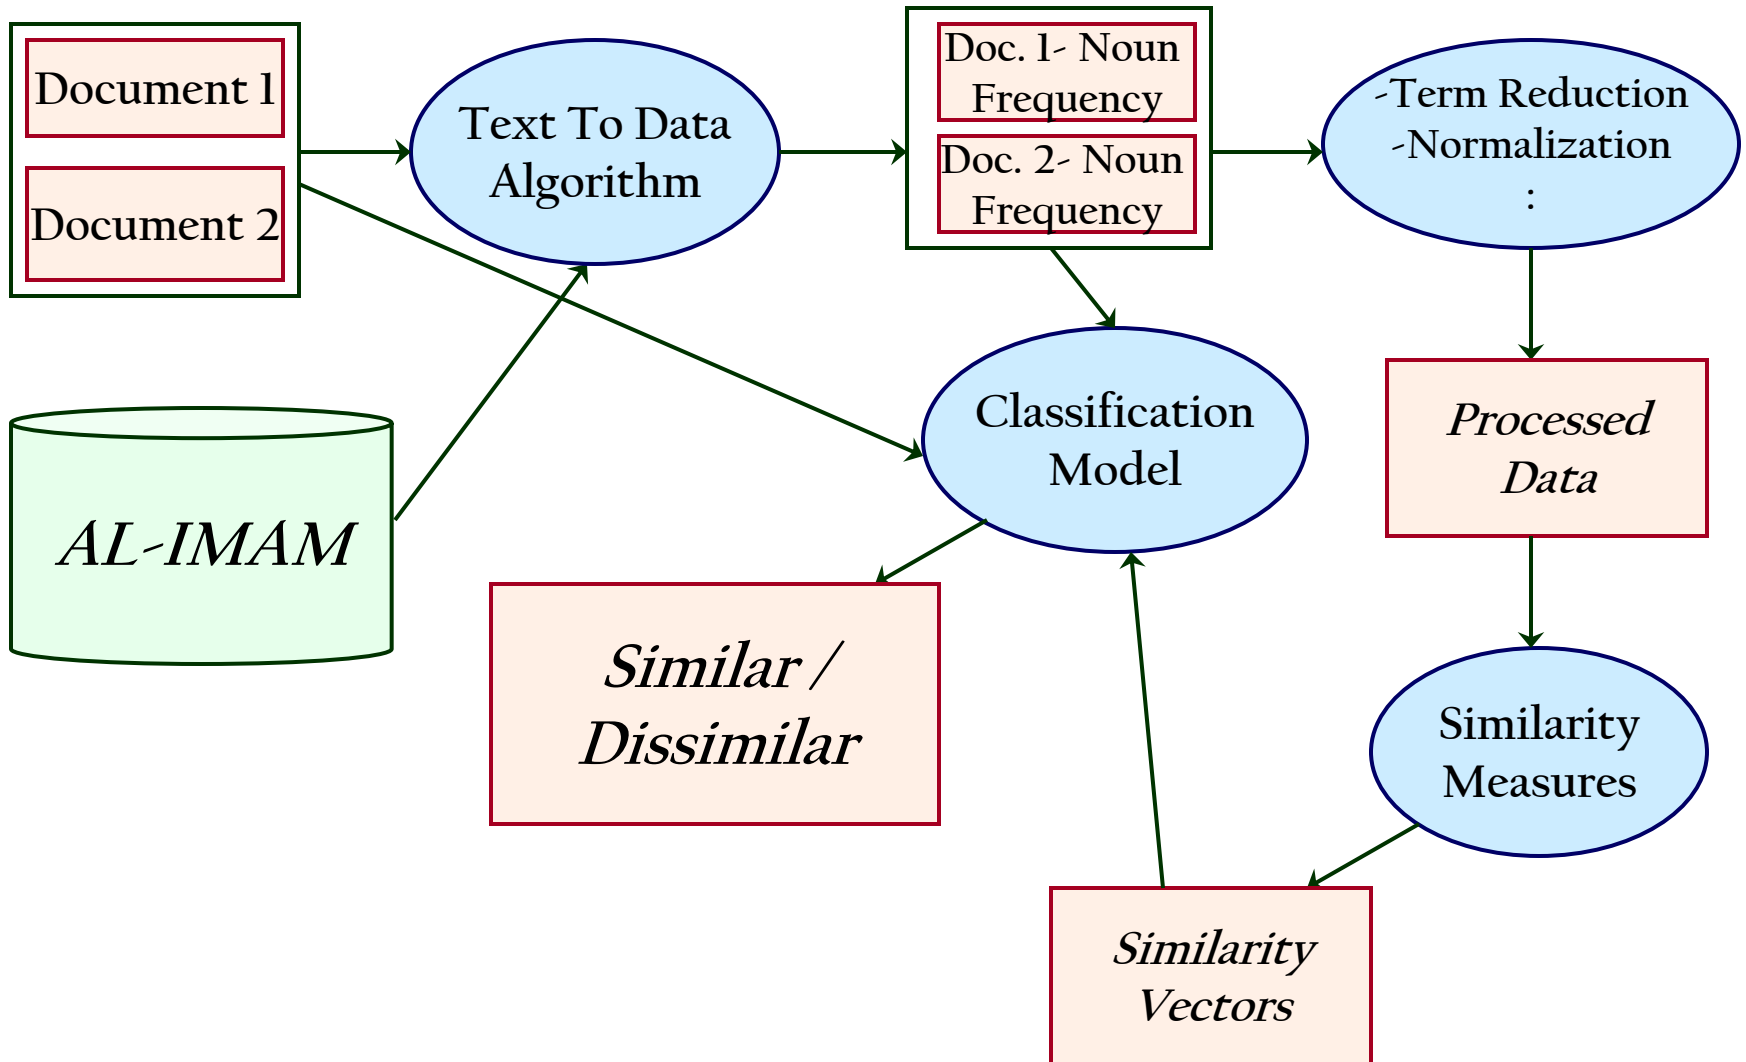 Document 1
Document 2
Text To Data
Algorithm
Doc. 1- Noun
Frequency
Doc. 2- Noun
Frequency
-Term Reduction
-Normalization
:
AL-IMAM
Classification
Model
Processed
Data
Similar /
Dissimilar
Similarity
Measures
Similarity
Vectors